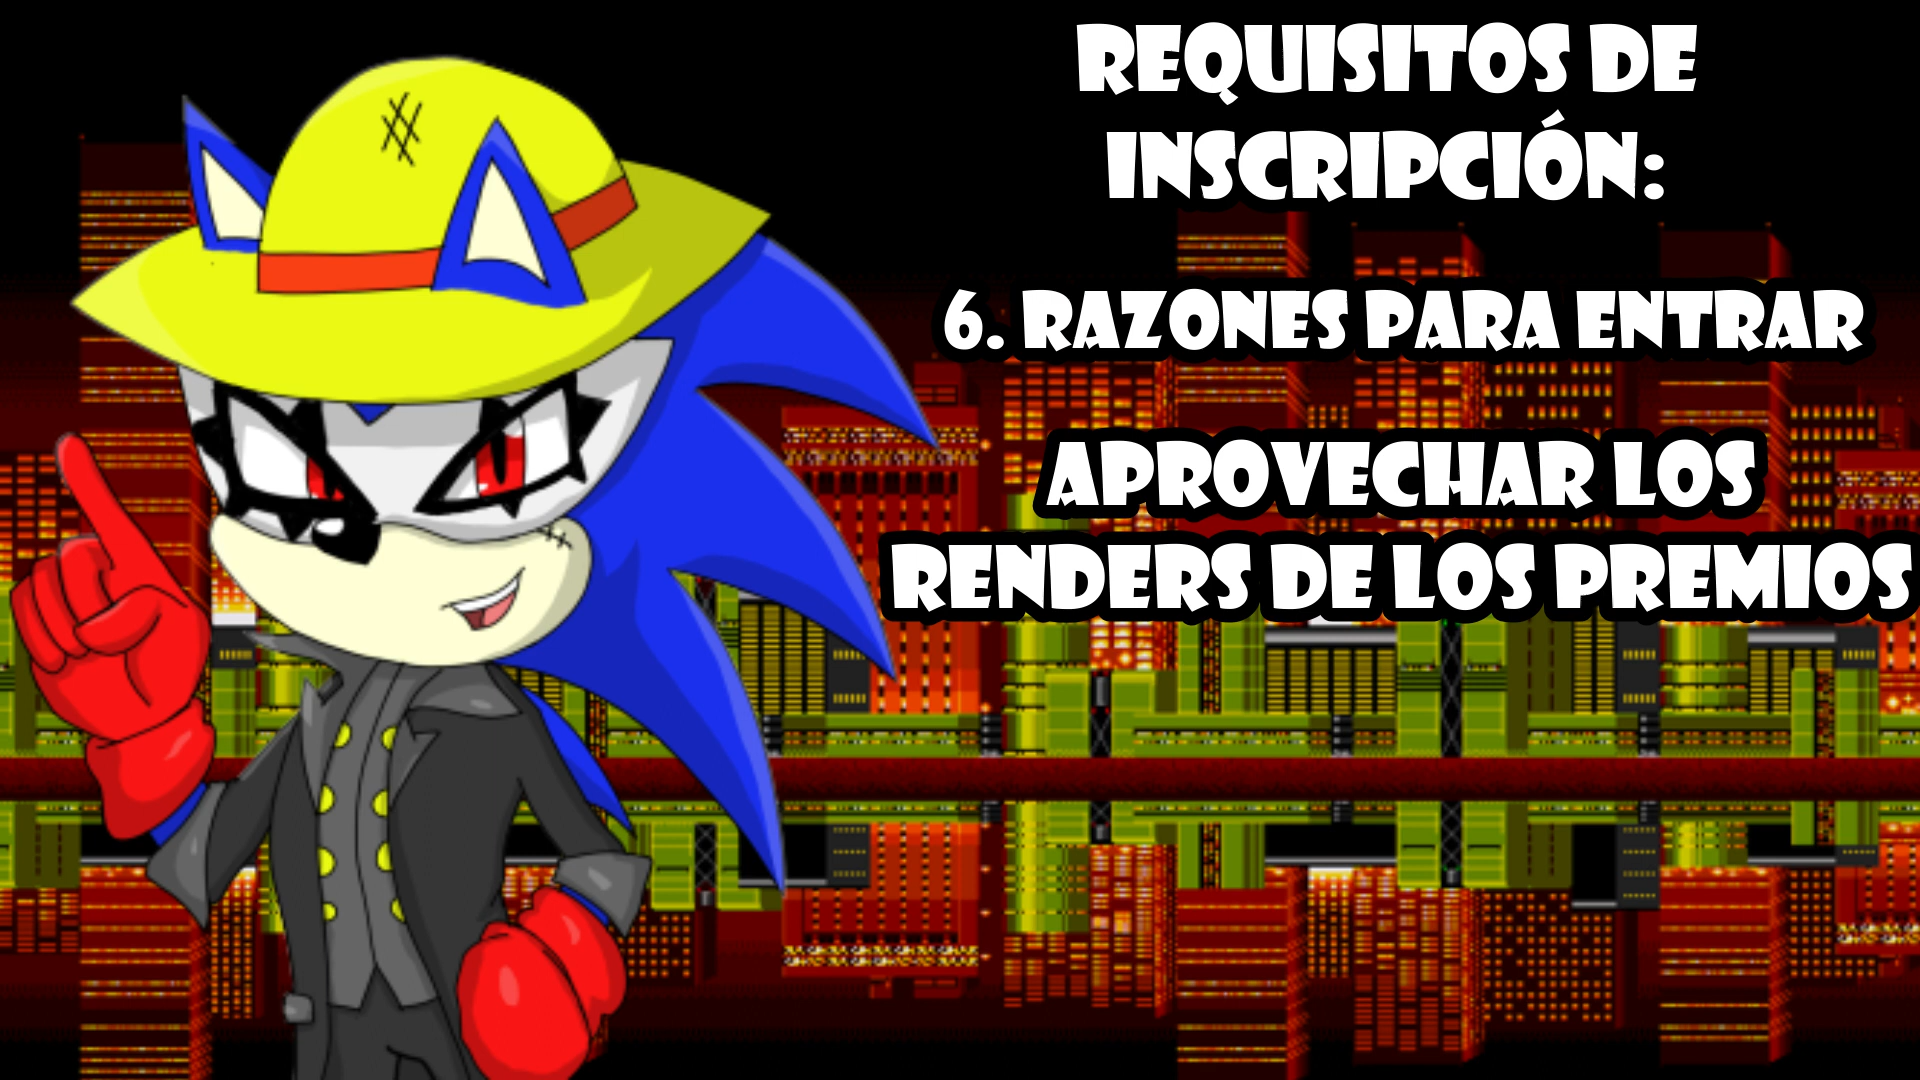 REQUISITOS DE
INSCRIPCIÓN:
6. RAZONES PARA ENTRAR
APROVECHAR LOS
RENDERS DE LOS PREMIOS